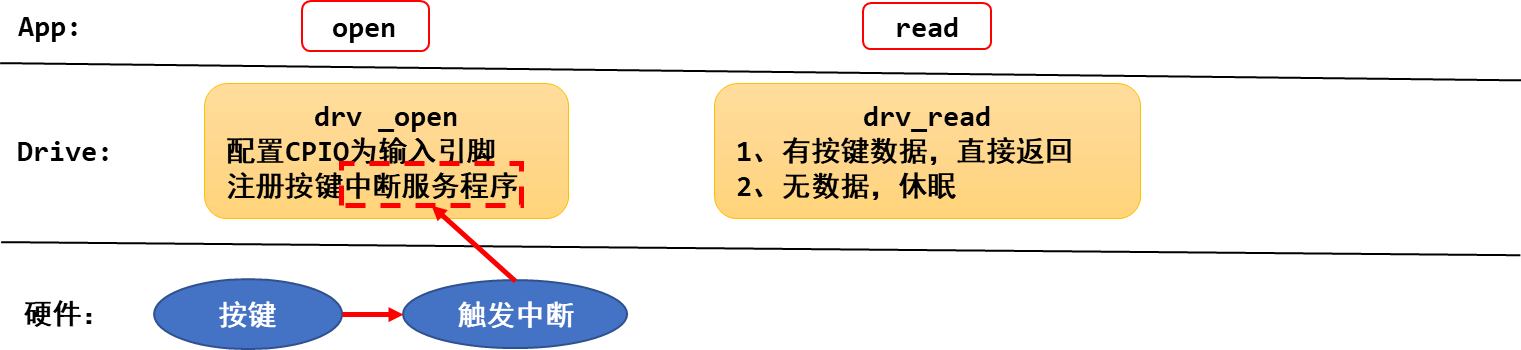 App:
open
read
Drive:
drv _open
配置CPIO为输入引脚
注册按键中断服务程序
drv_read
1、有按键数据，直接返回
2、无数据，休眠
硬件：
按键
触发中断